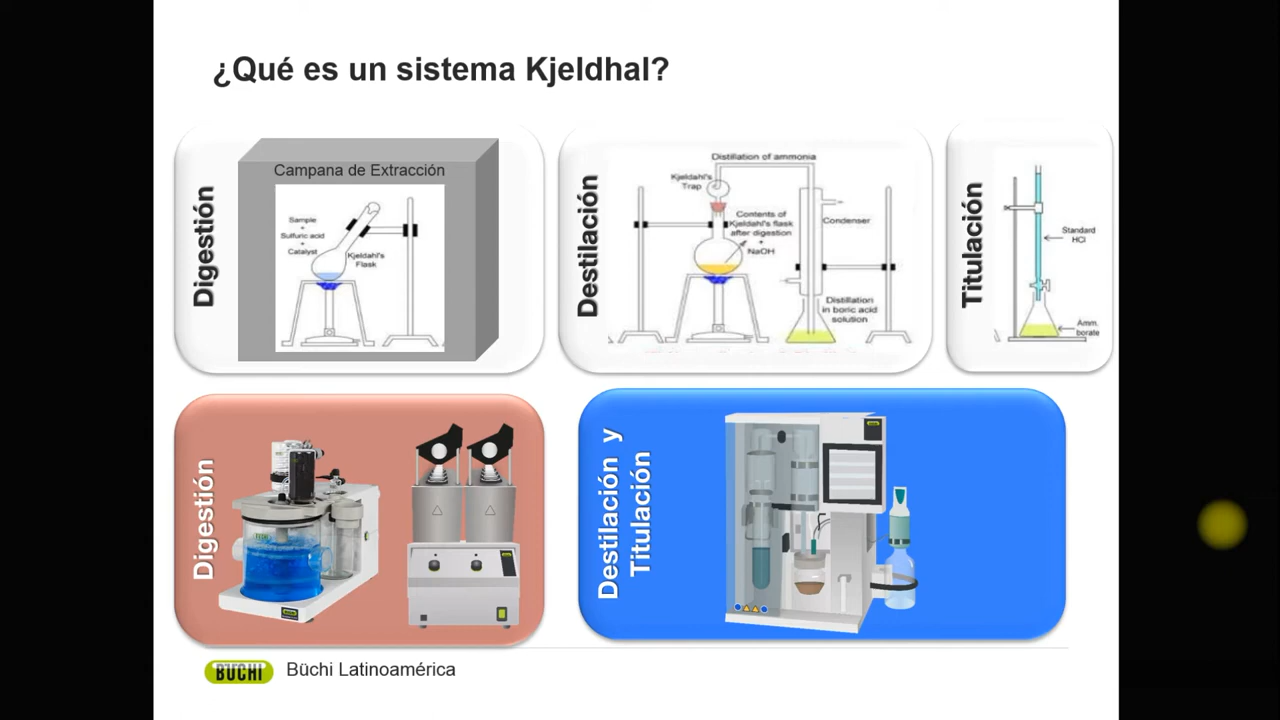 ¿Qué es un sistema Kjeldhal?
Digestión
Campana de Extracción
Sample
+
Sulfuric acid
+
Catalyst
Kjeldahl's
Flask
Destilación
Distillation of ammonia
Kjeldahl's
Trap
Contents of
Kjeldahl's flask
after digestion
+
NaOH
Condenser
Distillation
in boric acid
solution
Titulación
Standard
HCl
Amm.
borate
Digestión
Destilación y
Titulación
BUCHI
Büchi Latinoamérica